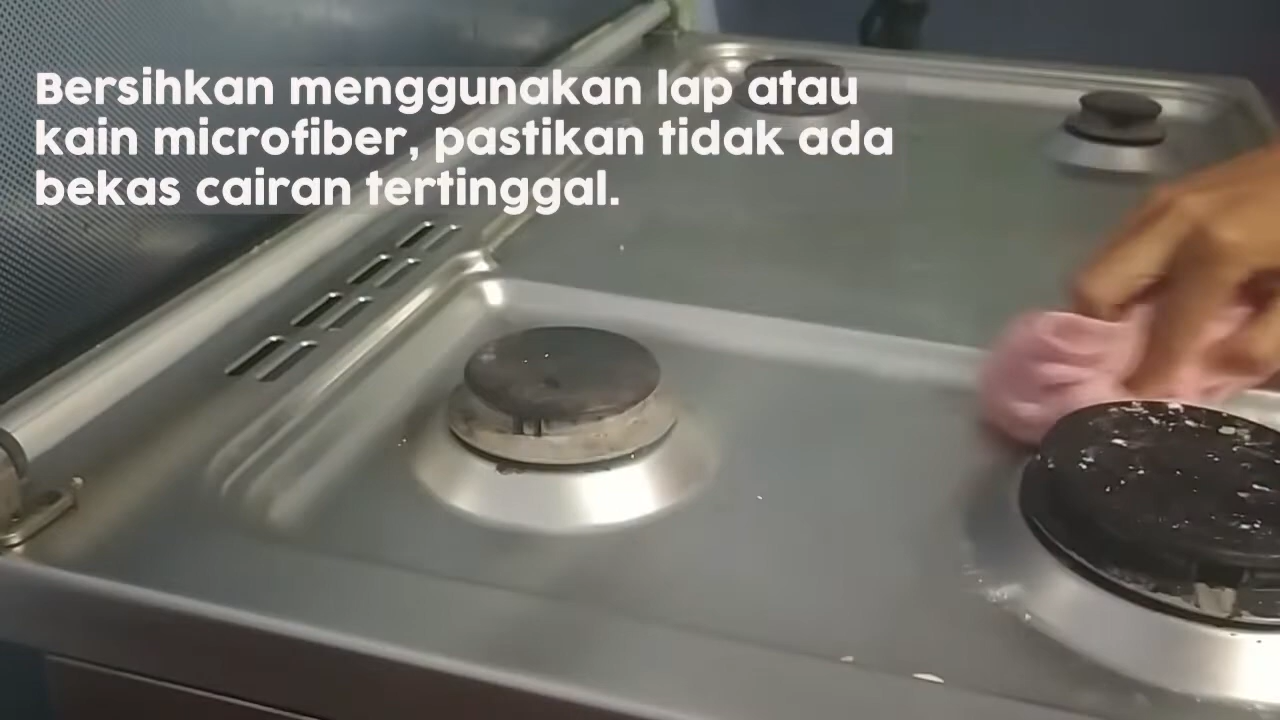 Bersihkan menggunakan lap atau
kain microfiber, pastikan tidak ada
bekas cairan tertinggal.